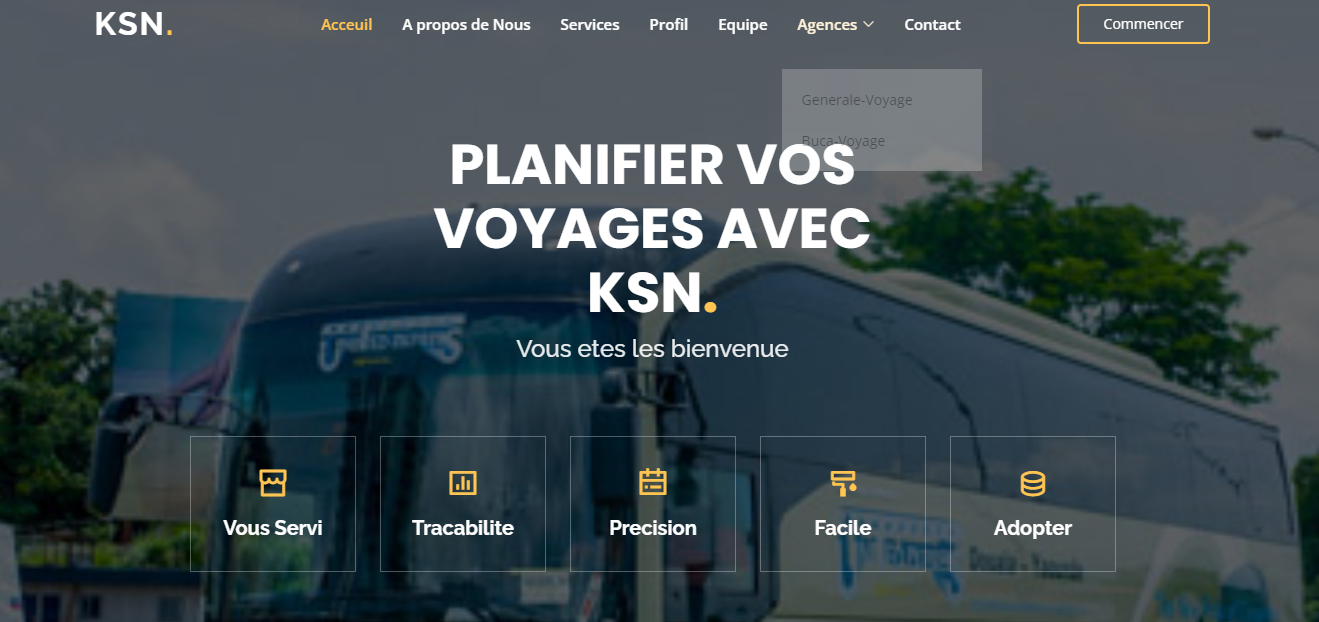 KSN.
Acceuil A propos de Nous Services Profil Equipe Agences Contact
Commencer
Generale-Voyage
Buca-Voyage
PLANIFIER VOS
VOYAGES AVEC
KSN.
Vous etes les bienvenue
Vous Servi
Tracabilite
Precision
Facile
Adopter